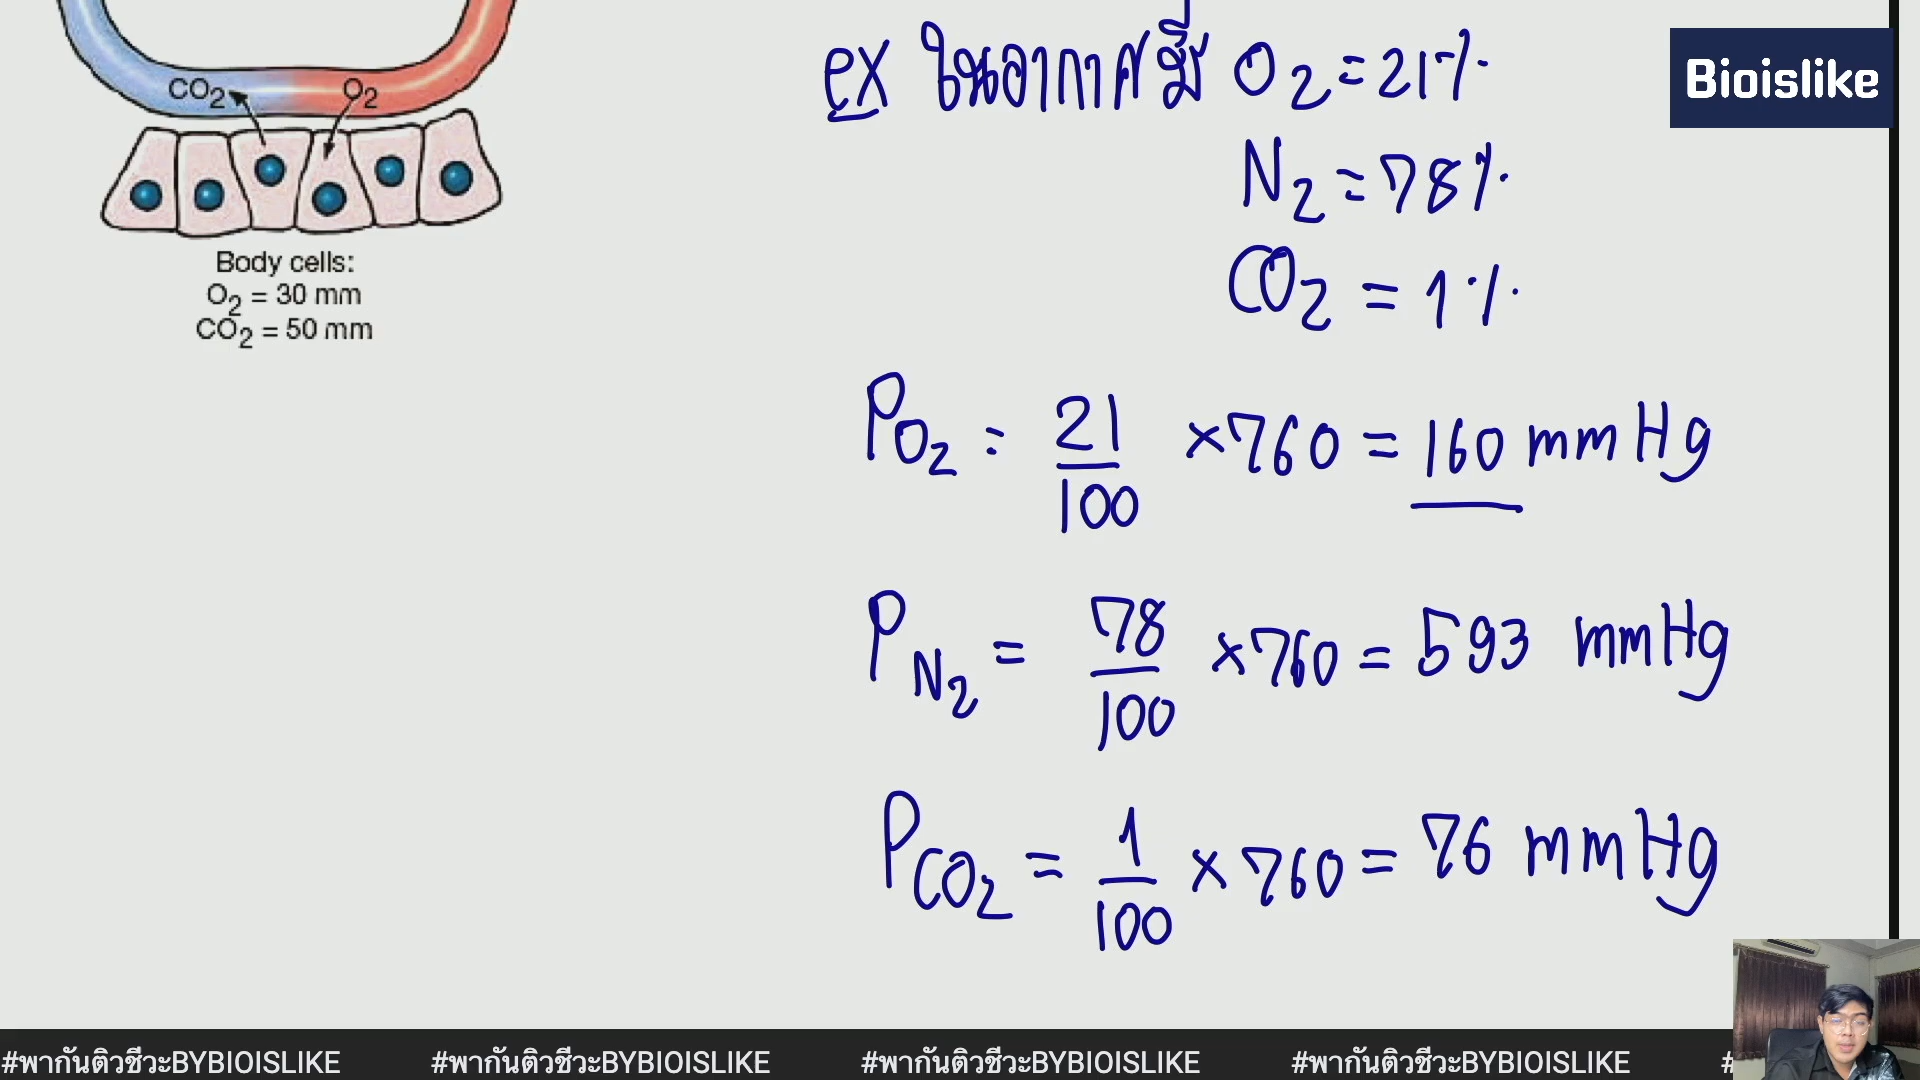 CO2 O2
Body cells:
O2 = 30 mm
CO2 = 50 mm
ex ในอากาศมี O2 = 21%
N2 = 78%
CO2 = 1%
PO2 = 21/100 ×760 = 160 mmHg
PN2 = 78/100 ×760 = 593 mmHg
PCO2 = 1/100 ×760 = 76 mmHg
Bioislike
#พากันติวชีวะBYBIOISLIKE #พากันติวชีวะBYBIOISLIKE #พากันติวชีวะBYBIOISLIKE #พากันติวชีวะBYBIOISLIKE #